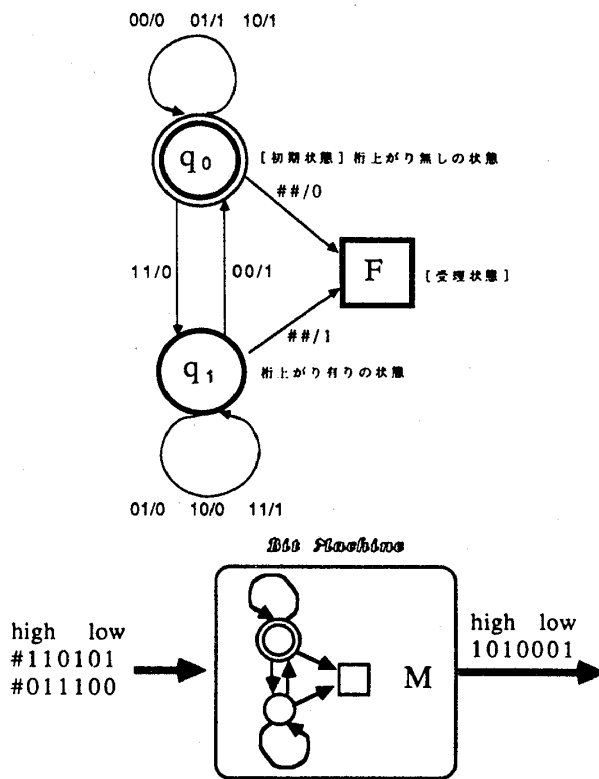 00/0 01/1 10/1
q0
[初期状態] 桁上がり無しの状態
##/0
11/0
00/1
F
[受理状態]
##/1
q1
桁上がり有りの状態
01/0 10/0 11/1
Bit Machine
high low
#110101
#011100
M
high low
1010001